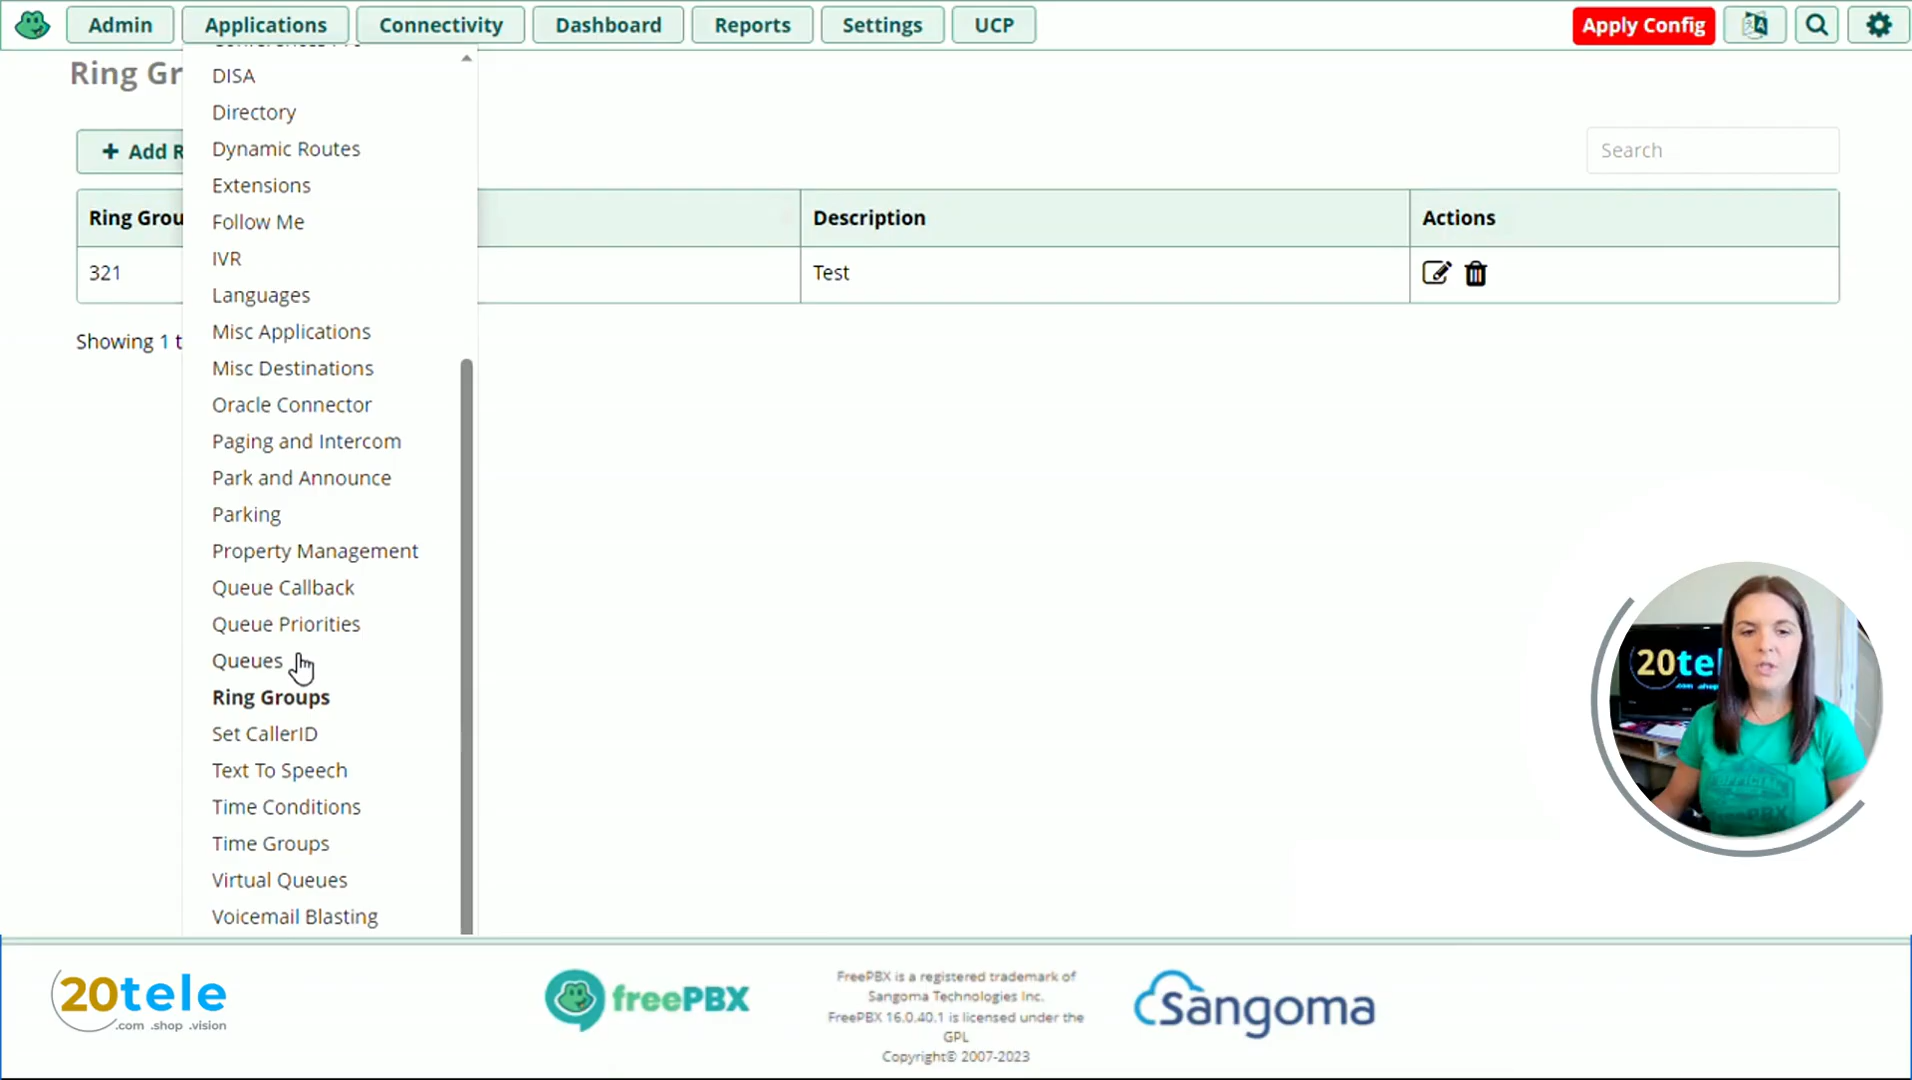 Admin
Applications
Connectivity
Dashboard
Reports
Settings
UCP
Apply Config
Ring Gr
DISA
Directory
Dynamic Routes
Extensions
Follow Me
IVR
Languages
Misc Applications
Misc Destinations
Oracle Connector
Paging and Intercom
Park and Announce
Parking
Property Management
Queue Callback
Queue Priorities
Queues
Ring Groups
Set CallerID
Text To Speech
Time Conditions
Time Groups
Virtual Queues
Voicemail Blasting
+ Add R
Search
Ring Grou
Description
Actions
321
Test
Showing 1 t
20te
20tele
.com .shop .vision
freePBX
FreePBX is a registered trademark of
Sangoma Technologies Inc.
FreePBX 16.0.40.1 is licensed under the
GPL
Copyright© 2007-2023
Sangoma